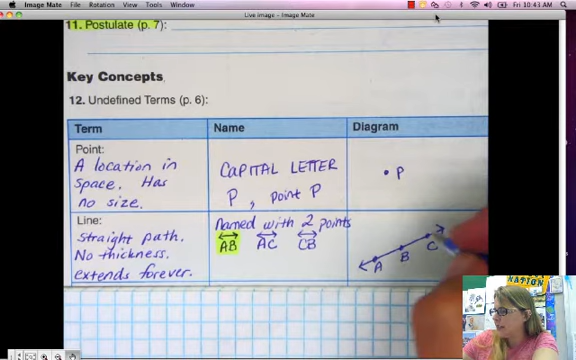 Image Mate File Rotation View Tools Window Fri 10:43 AM
Live Image - Image Mate
11. Postulate (p. 7):
Key Concepts
12. Undefined Terms (p. 6):
Term Name Diagram
Point:
A location in
space. Has
no size.
CAPITAL LETTER
P, point P
P
Line:
Straight path.
No thickness.
extends forever.
Named with 2 points
AB AC CB
A B C